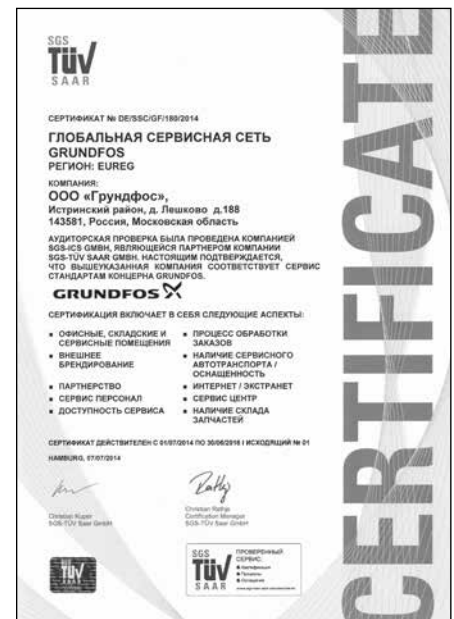 SGS
TÜV
SAAR
СЕРТИФИКАТ № DE/SSC/GF/180/2014
ГЛОБАЛЬНАЯ СЕРВИСНАЯ СЕТЬ
GRUNDFOS
РЕГИОН: EUREG
КОМПАНИЯ:
ООО «Грундфос»,
Истринский район, д. Лешково д.188
143581, Россия, Московская область
АУДИТОРСКАЯ ПРОВЕРКА БЫЛА ПРОВЕДЕНА КОМПАНИЕЙ
SGS-ICS GMBH, ЯВЛЯЮЩЕЙСЯ ПАРТНЕРОМ КОМПАНИИ
SGS-TÜV SAAR GMBH. НАСТОЯЩИМ ПОДТВЕРЖДАЕТСЯ,
ЧТО ВЫШЕУКАЗАННАЯ КОМПАНИЯ СООТВЕТСТВУЕТ СЕРВИС
СТАНДАРТАМ КОНЦЕРНА GRUNDFOS.
GRUNDFOS
СЕРТИФИКАЦИЯ ВКЛЮЧАЕТ В СЕБЯ СЛЕДУЮЩИЕ АСПЕКТЫ:
▪ ОФИСНЫЕ, СКЛАДСКИЕ И
СЕРВИСНЫЕ ПОМЕЩЕНИЯ
▪ ВНЕШНЕЕ
БРЕНДИРОВАНИЕ
▪ ПАРТНЕРСТВО
▪ СЕРВИС ПЕРСОНАЛ
▪ ДОСТУПНОСТЬ СЕРВИСА
▪ ПРОЦЕСС ОБРАБОТКИ
ЗАКАЗОВ
▪ НАЛИЧИЕ СЕРВИСНОГО
АВТОТРАНСПОРТА /
ОСНАЩЕННОСТЬ
▪ ИНТЕРНЕТ / ЭКСТРАНЕТ
▪ СЕРВИС ЦЕНТР
▪ НАЛИЧИЕ СКЛАДА
ЗАПЧАСТЕЙ
СЕРТИФИКАТ ДЕЙСТВИТЕЛЕН С 01/07/2014 ПО 30/06/2016 I ИСХОДЯЩИЙ № 01
HAMBURG, 07/07/2014
Christian Kuper
SGS-TÜV Saar GmbH
Christian Rathje
Certification Manager
SGS-TÜV Saar GmbH
TÜV
SGS
TÜV
SAAR
ПРОВЕРЕННЫЙ
СЕРВИС:
CERTIFICATE